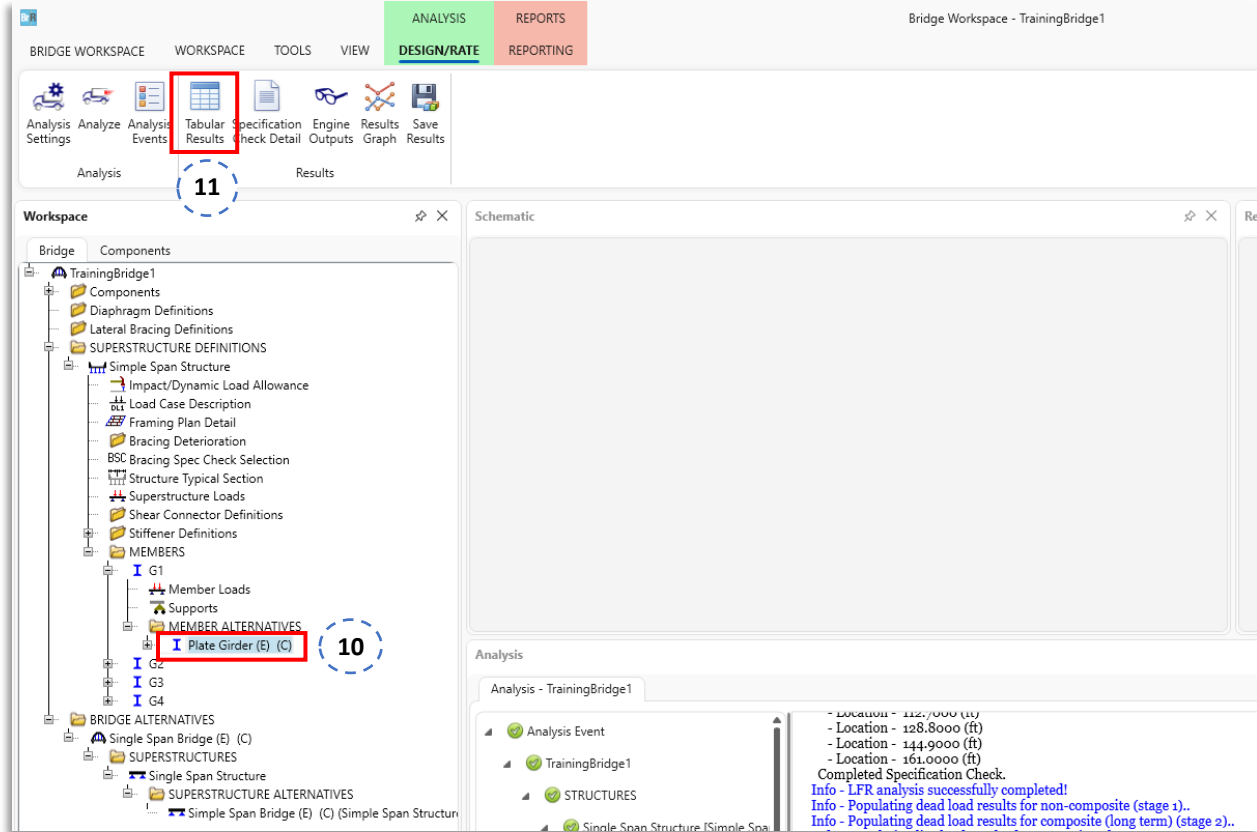 BrR
ANALYSIS
REPORTS
Bridge Workspace - TrainingBridge1
BRIDGE WORKSPACE
WORKSPACE
TOOLS
VIEW
DESIGN/RATE
REPORTING
Analysis
Settings
Analyze
Analysis
Events
Tabular
Results
Specification
Check Detail
Engine
Outputs
Results
Graph
Save
Results
Analysis
Results
11
Workspace
Bridge
Components
TrainingBridge1
Components
Diaphragm Definitions
Lateral Bracing Definitions
SUPERSTRUCTURE DEFINITIONS
Simple Span Structure
Impact/Dynamic Load Allowance
DL1 Load Case Description
Framing Plan Detail
Bracing Deterioration
BSC Bracing Spec Check Selection
Structure Typical Section
Superstructure Loads
Shear Connector Definitions
Stiffener Definitions
MEMBERS
G1
Member Loads
Supports
MEMBER ALTERNATIVES
Plate Girder (E) (C)
10
G2
G3
G4
BRIDGE ALTERNATIVES
Single Span Bridge (E) (C)
SUPERSTRUCTURES
Single Span Structure
SUPERSTRUCTURE ALTERNATIVES
Simple Span Bridge (E) (C) (Simple Span Structure
Schematic
Re
Analysis
Analysis - TrainingBridge1
Analysis Event
TrainingBridge1
STRUCTURES
Single Span Structure [Simple Spa
- Location - 112.7000 (ft)
- Location - 128.8000 (ft)
- Location - 144.9000 (ft)
- Location - 161.0000 (ft)
Completed Specification Check.
Info - LFR analysis successfully completed!
Info - Populating dead load results for non-composite (stage 1)..
Info - Populating dead load results for composite (long term) (stage 2)..